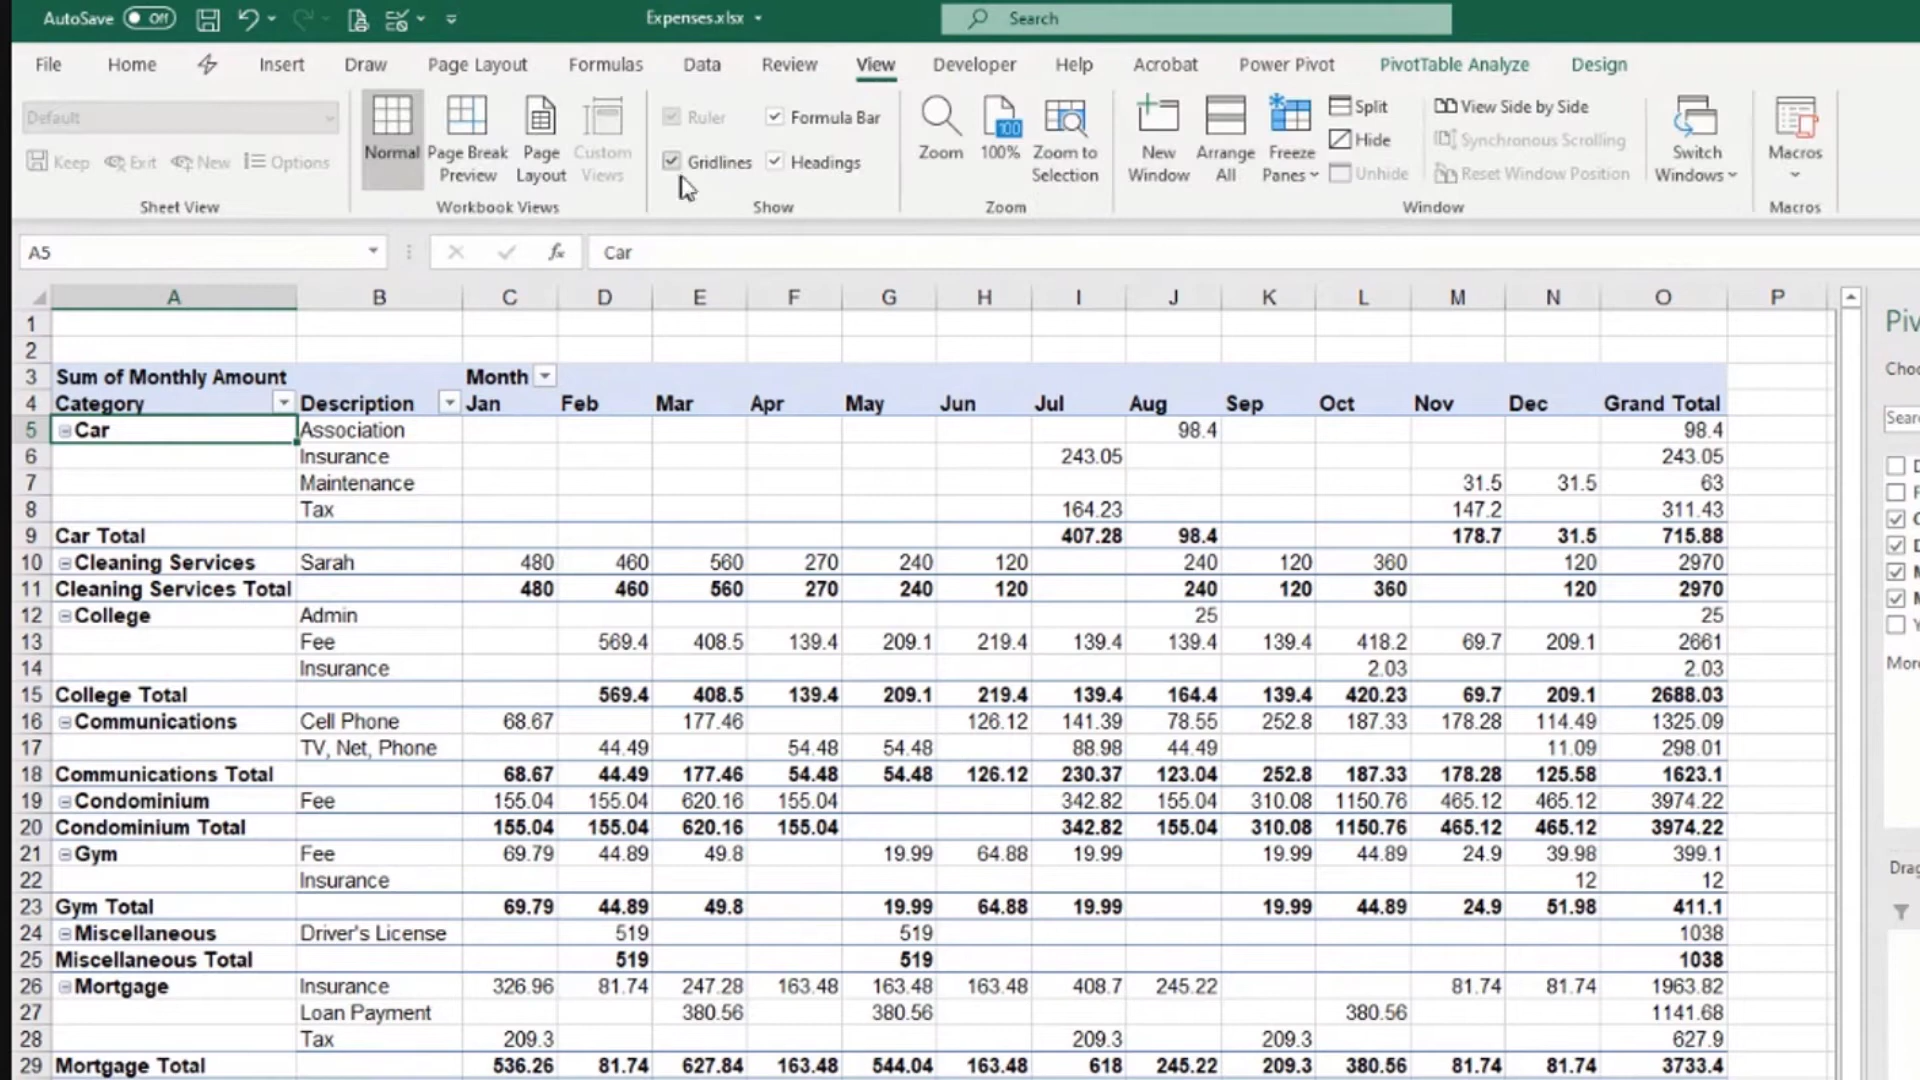 AutoSave Off Expenses.xlsx Search
File Home Insert Draw Page Layout Formulas Data Review View Developer Help Acrobat Power Pivot PivotTable Analyze Design
Default Ruler Formula Bar Split View Side by Side
Keep Exit New Options Normal Page Break Preview Page Layout Custom Views Gridlines Headings Zoom 100 100% Zoom to Selection New Window Arrange All Freeze Panes Hide Unhide Synchronous Scrolling Reset Window Position Switch Windows Macros
Sheet View Workbook Views Show Zoom Window Macros
A5 fx Car
A B C D E F G H I J K L M N O P
1
2
3 Sum of Monthly Amount Month
4 Category Description Jan Feb Mar Apr May Jun Jul Aug Sep Oct Nov Dec Grand Total
5 Car Association 98.4 98.4
6 Insurance 243.05 243.05
7 Maintenance 31.5 31.5 63
8 Tax 164.23 147.2 311.43
9 Car Total 407.28 98.4 178.7 31.5 715.88
10 Cleaning Services Sarah 480 460 560 270 240 120 240 120 360 120 2970
11 Cleaning Services Total 480 460 560 270 240 120 240 120 360 120 2970
12 College Admin 25 25
13 Fee 569.4 408.5 139.4 209.1 219.4 139.4 139.4 139.4 418.2 69.7 209.1 2661
14 Insurance 2.03 2.03
15 College Total 569.4 408.5 139.4 209.1 219.4 139.4 164.4 139.4 420.23 69.7 209.1 2688.03
16 Communications Cell Phone 68.67 177.46 126.12 141.39 78.55 252.8 187.33 178.28 114.49 1325.09
17 TV, Net, Phone 44.49 54.48 54.48 88.98 44.49 11.09 298.01
18 Communications Total 68.67 44.49 177.46 54.48 54.48 126.12 230.37 123.04 252.8 187.33 178.28 125.58 1623.1
19 Condominium Fee 155.04 155.04 620.16 155.04 342.82 155.04 310.08 1150.76 465.12 465.12 3974.22
20 Condominium Total 155.04 155.04 620.16 155.04 342.82 155.04 310.08 1150.76 465.12 465.12 3974.22
21 Gym Fee 69.79 44.89 49.8 19.99 64.88 19.99 19.99 44.89 24.9 39.98 399.1
22 Insurance 12 12
23 Gym Total 69.79 44.89 49.8 19.99 64.88 19.99 19.99 44.89 24.9 51.98 411.1
24 Miscellaneous Driver's License 519 519 1038
25 Miscellaneous Total 519 519 1038
26 Mortgage Insurance 326.96 81.74 247.28 163.48 163.48 163.48 408.7 245.22 81.74 81.74 1963.82
27 Loan Payment 380.56 380.56 380.56 1141.68
28 Tax 209.3 209.3 209.3 627.9
29 Mortgage Total 536.26 81.74 627.84 163.48 544.04 163.48 618 245.22 209.3 380.56 81.74 81.74 3733.4